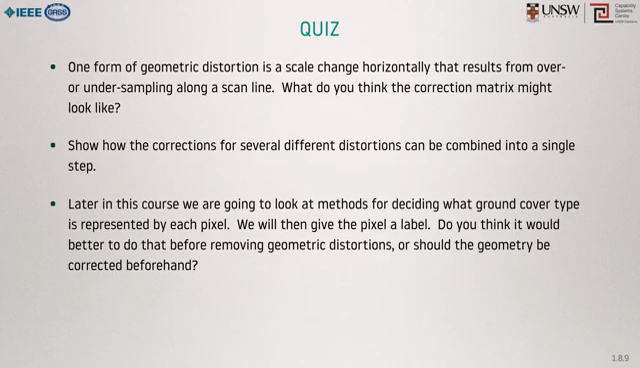 IEEE GRSS
UNSW
AUSTRALIA
Capability
Systems
Centre
UNSW Canberra
QUIZ
• One form of geometric distortion is a scale change horizontally that results from over-
or under-sampling along a scan line. What do you think the correction matrix might
look like?
• Show how the corrections for several different distortions can be combined into a single
step.
• Later in this course we are going to look at methods for deciding what ground cover type
is represented by each pixel. We will then give the pixel a label. Do you think it would
better to do that before removing geometric distortions, or should the geometry be
corrected beforehand?
1.8.9